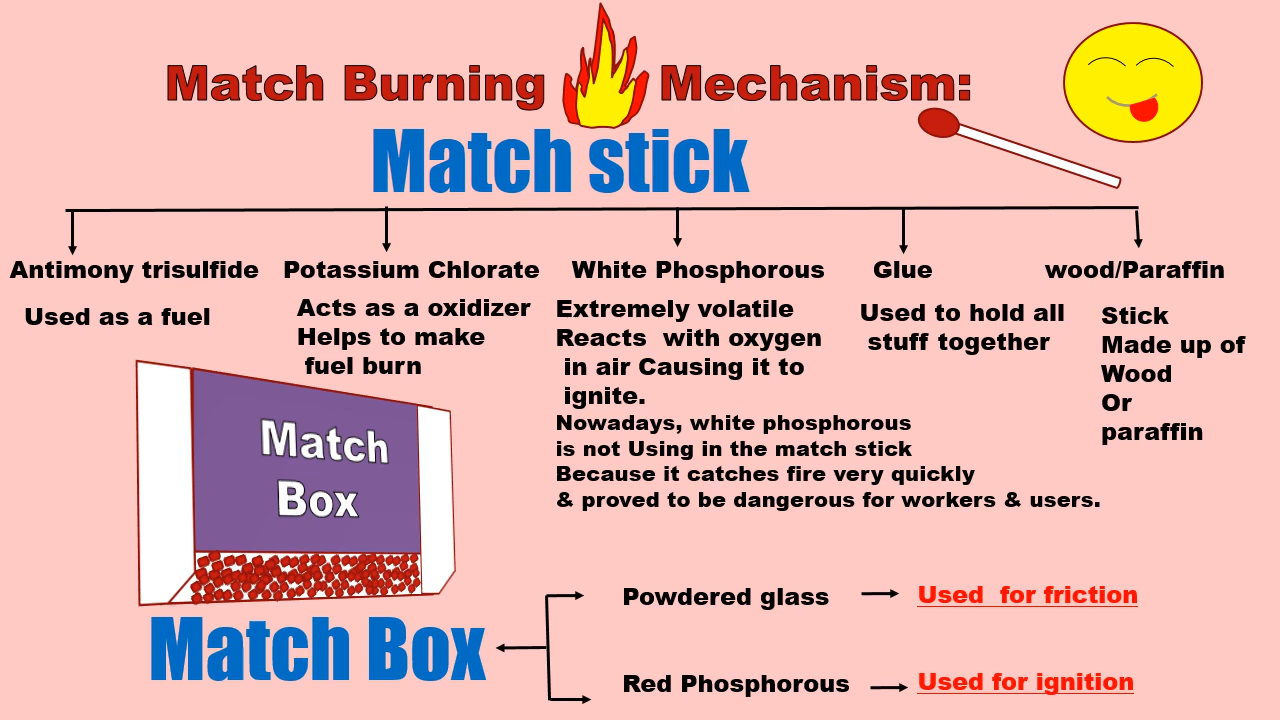 Match Burning Mechanism:
Match stick
Antimony trisulfide
Used as a fuel
Potassium Chlorate
Acts as a oxidizer
Helps to make
fuel burn
White Phosphorous
Extremely volatile
Reacts with oxygen
in air Causing it to
ignite.
Nowadays, white phosphorous
is not Using in the match stick
Because it catches fire very quickly
& proved to be dangerous for workers & users.
Glue
Used to hold all
stuff together
wood/Paraffin
Stick
Made up of
Wood
Or
paraffin
Match
Box
Match Box
Powdered glass
Used for friction
Red Phosphorous
Used for ignition